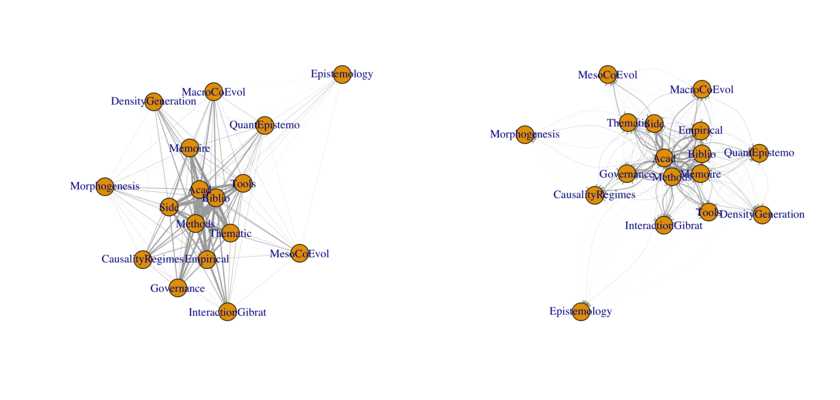 Epistemology
MacroCoEvol
DensityGeneration
QuantEpistemo
Memoire
Morphogenesis
Acad
Tools
Biblio
Side
Methods
Thematic
MesoCoEvol
CausalityRegimes
Empirical
Governance
InteractionGibrat
MesoCoEvol
MacroCoEvol
Thematic
Side
Empirical
Morphogenesis
Acad
Biblio
QuantEpistemo
Governance
Methods
Memoire
CausalityRegimes
Tools
DensityGeneration
InteractionGibrat
Epistemology